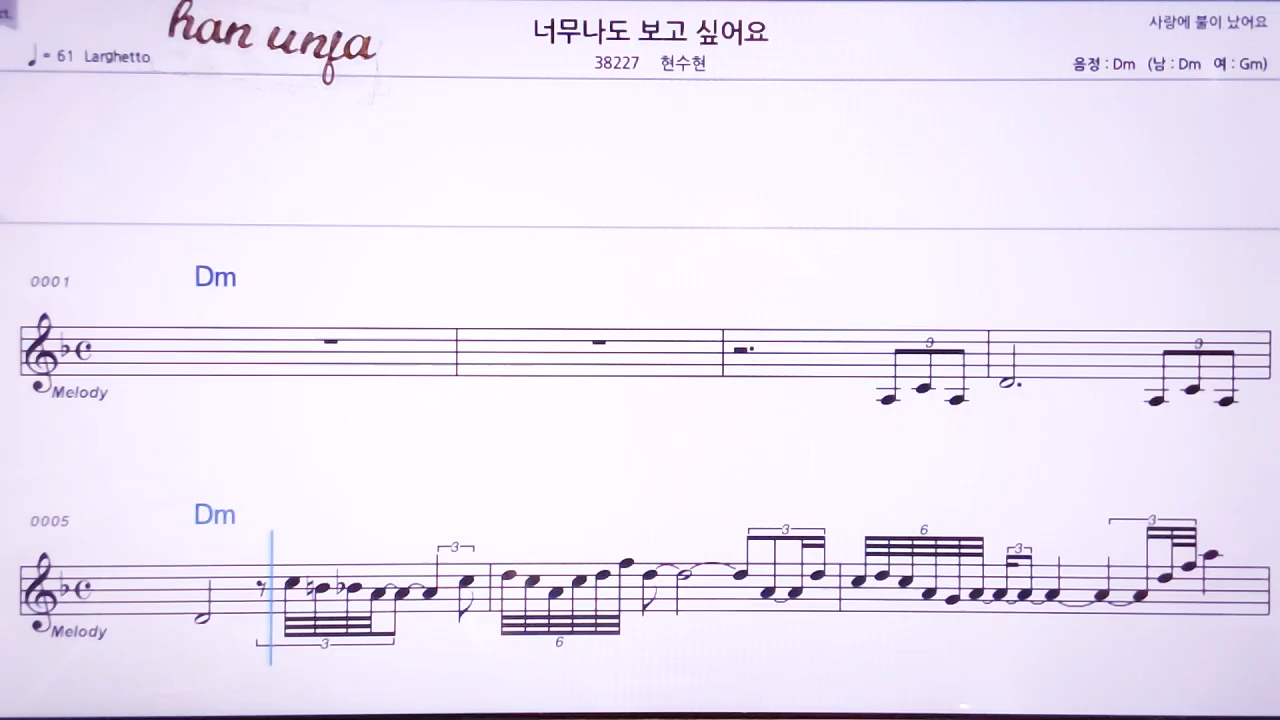 han unja
너무나도 보고 싶어요
사랑에 불이 났어요
♩= 61 Larghetto
38227 현수현
음정 : Dm (남 : Dm 여 : Gm)
0001 Dm
3 3
Melody
0005 Dm
3 3 6 3 3
Melody
3 6